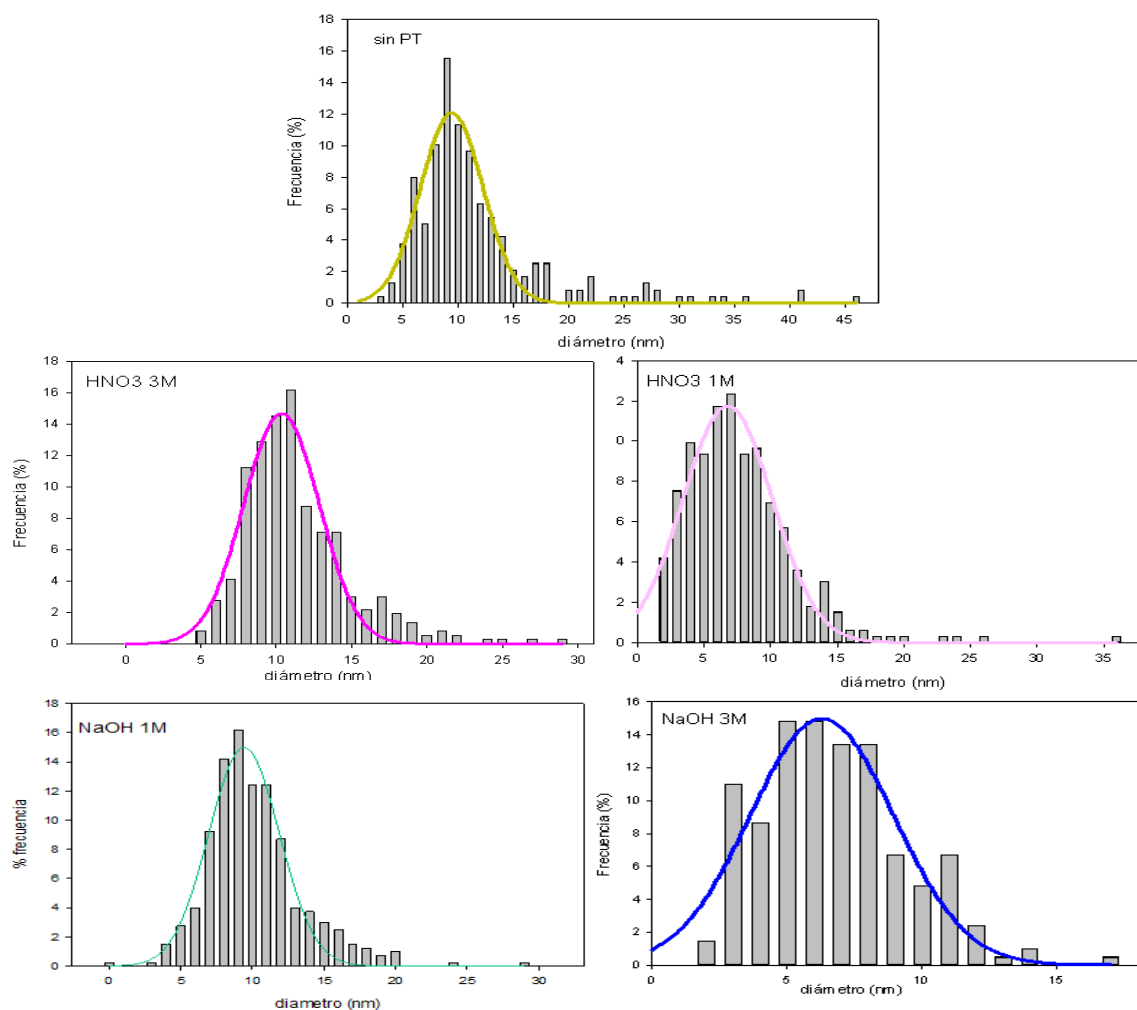 sin PT
Frecuencia (%)
18
16
14
12
10
8
6
4
2
0
0 5 10 15 20 25 30 35 40 45
diámetro (nm)
HNO3 3M
Frecuencia (%)
18
16
14
12
10
8
6
4
2
0
0 5 10 15 20 25 30
diámetro (nm)
HNO3 1M
4
2
0
8
6
4
2
0
0 5 10 15 20 25 30 35
diámetro (nm)
NaOH 1M
% frecuencia
18
16
14
12
10
8
6
4
2
0
0 5 10 15 20 25 30
diametro (nm)
NaOH 3M
Frecuencia (%)
16
14
12
10
8
6
4
2
0
0 5 10 15
diámetro (nm)